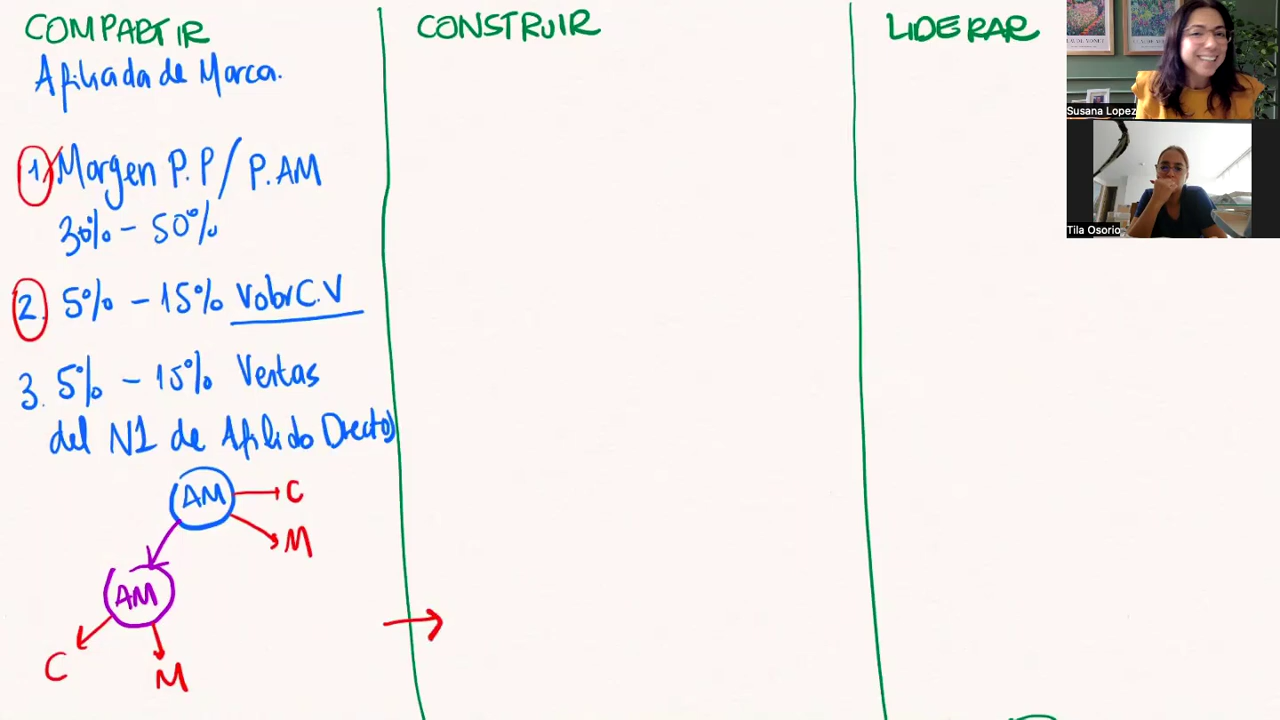 COMPARTIR
Afiliada de Marca.
1. Margen P.P / P.AM
30% - 50%
2. 5% - 15% VolorC.V
3. 5% - 15% Ventas
del N1 de Afiliado Directo)
AM
C
M
AM
C
M
CONSTRUIR
LIDERAR
Susana Lopez
Tila Osorio